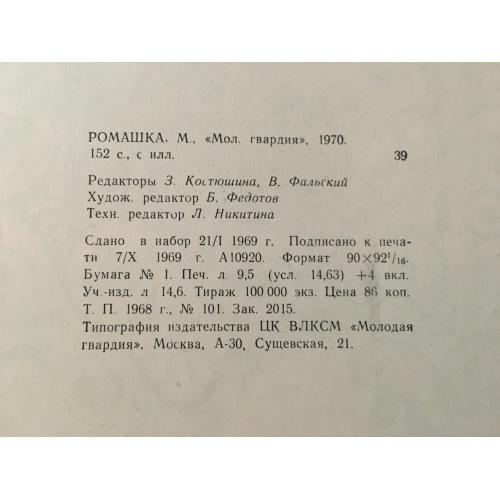 РОМАШКА. М., «Мол. гвардия», 1970.
152 с., с илл. 39
Редакторы З. Костюшина, В. Фальский
Худож. редактор Б. Федотов
Техн. редактор Л. Никитина
Сдано в набор 21/I 1969 г. Подписано к печа-
ти 7/X 1969 г. А10920. Формат 90×92¹/₁₆.
Бумага № 1. Печ. л. 9,5 (усл. 14,63) +4 вкл.
Уч.-изд. л 14,6. Тираж 100 000 экз. Цена 86 коп.
Т. П. 1968 г., № 101. Зак. 2015.
Типография издательства ЦК ВЛКСМ «Молодая
гвардия». Москва, А-30, Сущевская, 21.